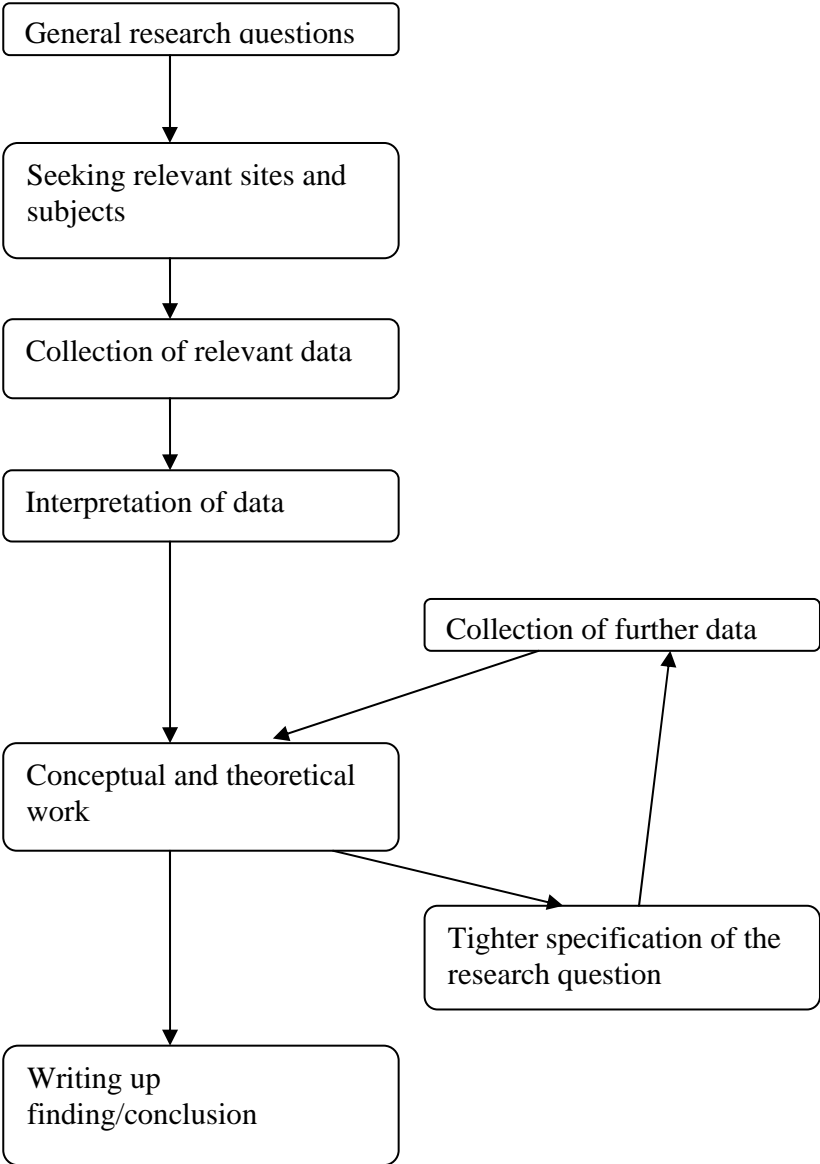 General research questions
Seeking relevant sites and
subjects
Collection of relevant data
Interpretation of data
Collection of further data
Conceptual and theoretical
work
Tighter specification of the
research question
Writing up
finding/conclusion